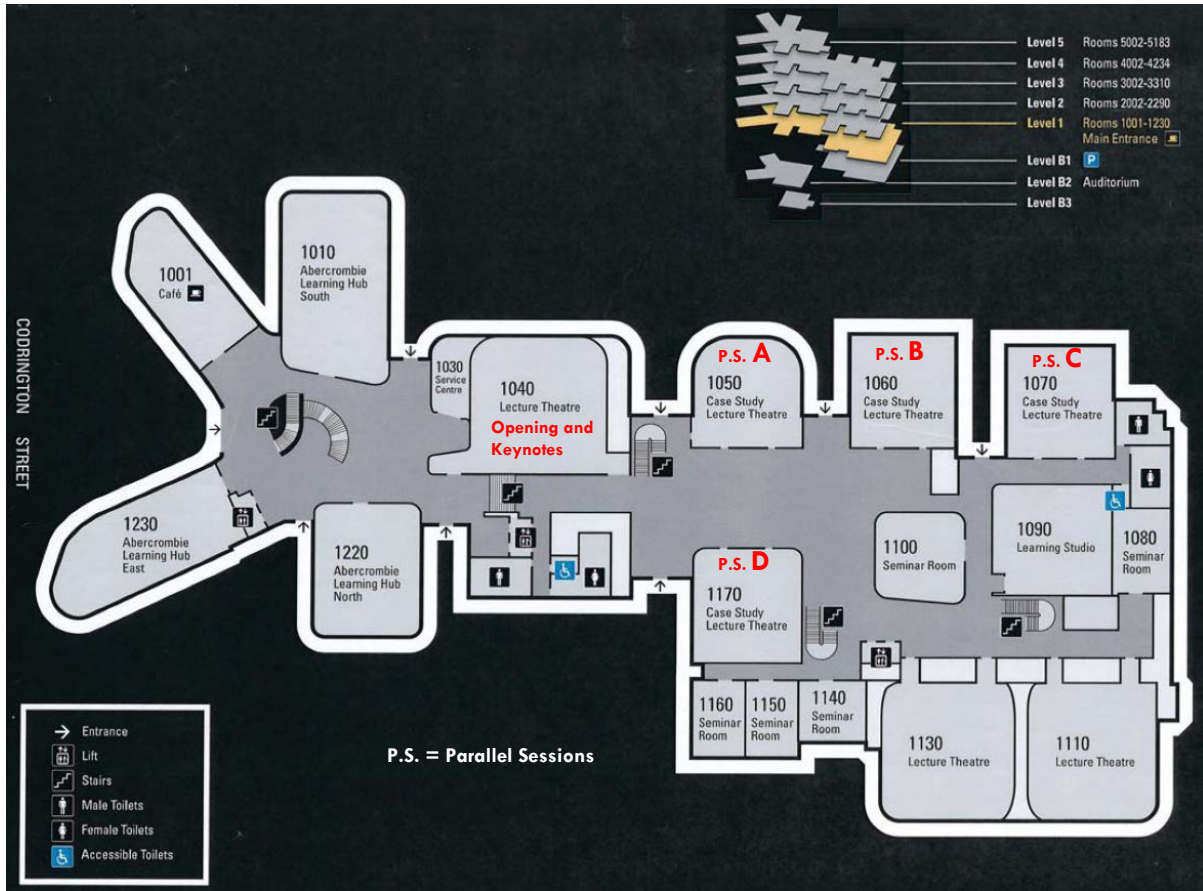 Level 5 Rooms 5002-5183
Level 4 Rooms 4002-4234
Level 3 Rooms 3002-3310
Level 2 Rooms 2002-2290
Level 1 Rooms 1001-1230
Main Entrance
Level B1 P
Level B2 Auditorium
Level B3
CODRINGTON STREET
1001
Café
1010
Abercrombie
Learning Hub
South
1030
Service
Centre
1040
Lecture Theatre
Opening and
Keynotes
P.S. A
1050
Case Study
Lecture Theatre
P.S. B
1060
Case Study
Lecture Theatre
P.S. C
1070
Case Study
Lecture Theatre
1230
Abercrombie
Learning Hub
East
1220
Abercrombie
Learning Hub
North
P.S. D
1170
Case Study
Lecture Theatre
1100
Seminar Room
1090
Learning Studio
1080
Seminar
Room
1160
Seminar
Room
1150
Seminar
Room
1140
Seminar
Room
1130
Lecture Theatre
1110
Lecture Theatre
Entrance
Lift
Stairs
Male Toilets
Female Toilets
Accessible Toilets
P.S. = Parallel Sessions